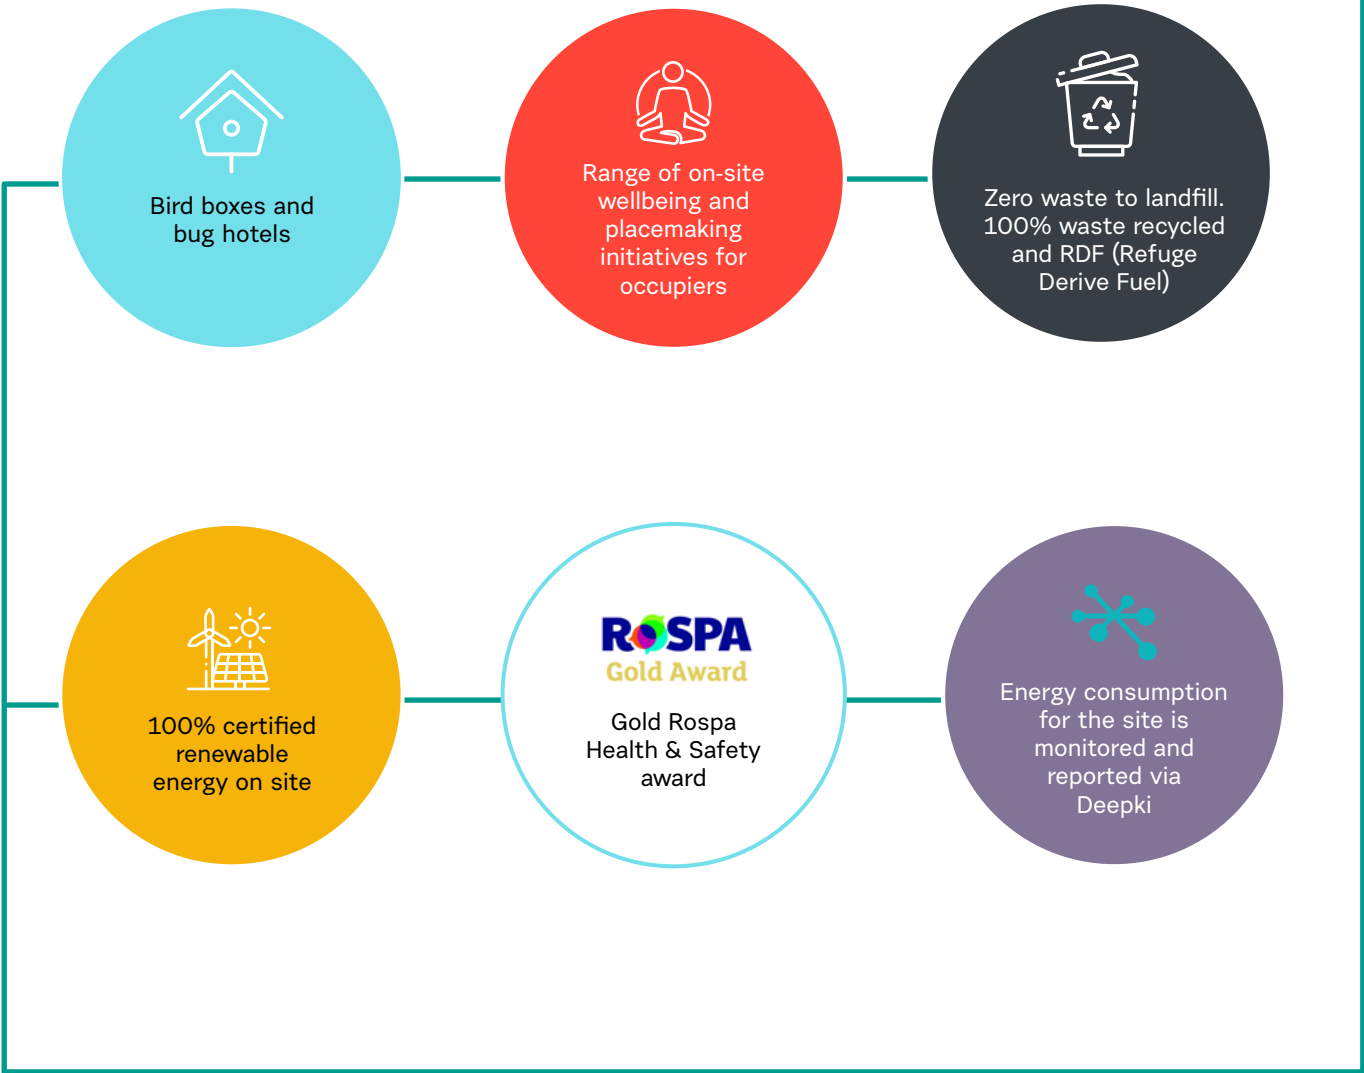 Bird boxes and
bug hotels
Range of on-site
wellbeing and
placemaking
initiatives for
occupiers
Zero waste to landfill.
100% waste recycled
and RDF (Refuge
Derive Fuel)
100% certified
renewable
energy on site
RoSPA
Gold Award
Gold Rospa
Health & Safety
award
Energy consumption
for the site is
monitored and
reported via
Deepki